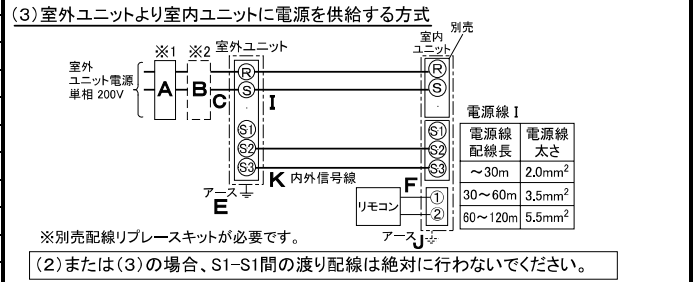 (3)室外ユニットより室内ユニットに電源を供給する方式
※1 ※2 室外ユニット
室内
ユニット
別売
室外
ユニット電源
単相 200V
A B C
R
S
I
R
S
S1
S2
S3
K 内外信号線
S1
S2
S3
アース
E
F
リモコン
①
②
アース
J
電源線 I
電源線
配線長
電源線
太さ
～30m 2.0mm²
30～60m 3.5mm²
60～120m 5.5mm²
※別売配線リプレースキットが必要です。
(2)または(3)の場合、S1-S1間の渡り配線は絶対に行わないでください。